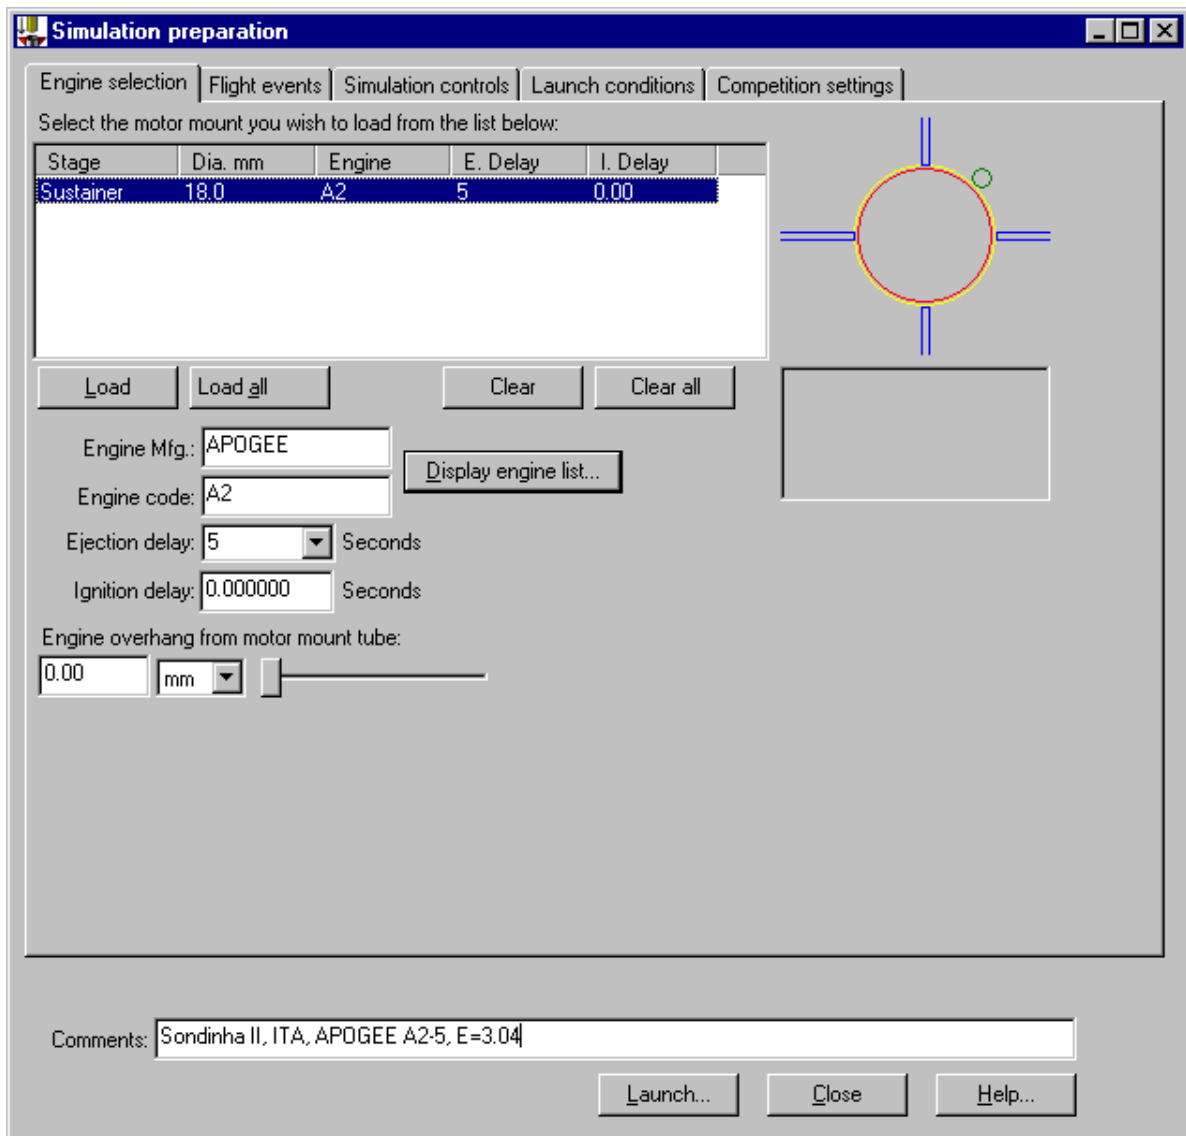 Simulation preparation
Engine selection Flight events Simulation controls Launch conditions Competition settings
Select the motor mount you wish to load from the list below:
Stage Dia. mm Engine E. Delay I. Delay
Sustainer 18.0 A2 5 0.00
Load Load all Clear Clear all
Engine Mfg.: APOGEE
Display engine list...
Engine code: A2
Ejection delay: 5 Seconds
Ignition delay: 0.000000 Seconds
Engine overhang from motor mount tube:
0.00 mm
Comments: Sondinha II, ITA, APOGEE A2-5, E=3.04
Launch... Close Help...